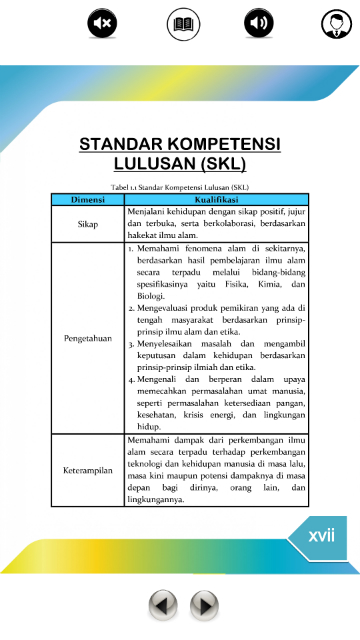 STANDAR KOMPETENSI
LULUSAN (SKL)
Tabel 1.1 Standar Kompetensi Lulusan (SKL)
Dimensi
Kualifikasi
Sikap
Menjalani kehidupan dengan sikap positif, jujur
dan terbuka, serta berkolaborasi, berdasarkan
hakekat ilmu alam.
Pengetahuan
1. Memahami fenomena alam di sekitarnya,
berdasarkan hasil pembelajaran ilmu alam
secara terpadu melalui bidang-bidang
spesifikasinya yaitu Fisika, Kimia, dan
Biologi.
2. Mengevaluasi produk pemikiran yang ada di
tengah masyarakat berdasarkan prinsip-
prinsip ilmu alam dan etika.
3. Menyelesaikan masalah dan mengambil
keputusan dalam kehidupan berdasarkan
prinsip-prinsip ilmiah dan etika.
4. Mengenali dan berperan dalam upaya
memecahkan permasalahan umat manusia,
seperti permasalahan ketersediaan pangan,
kesehatan, krisis energi, dan lingkungan
hidup.
Keterampilan
Memahami dampak dari perkembangan ilmu
alam secara terpadu terhadap perkembangan
teknologi dan kehidupan manusia di masa lalu,
masa kini maupun potensi dampaknya di masa
depan bagi dirinya, orang lain, dan
lingkungannya.
xvii